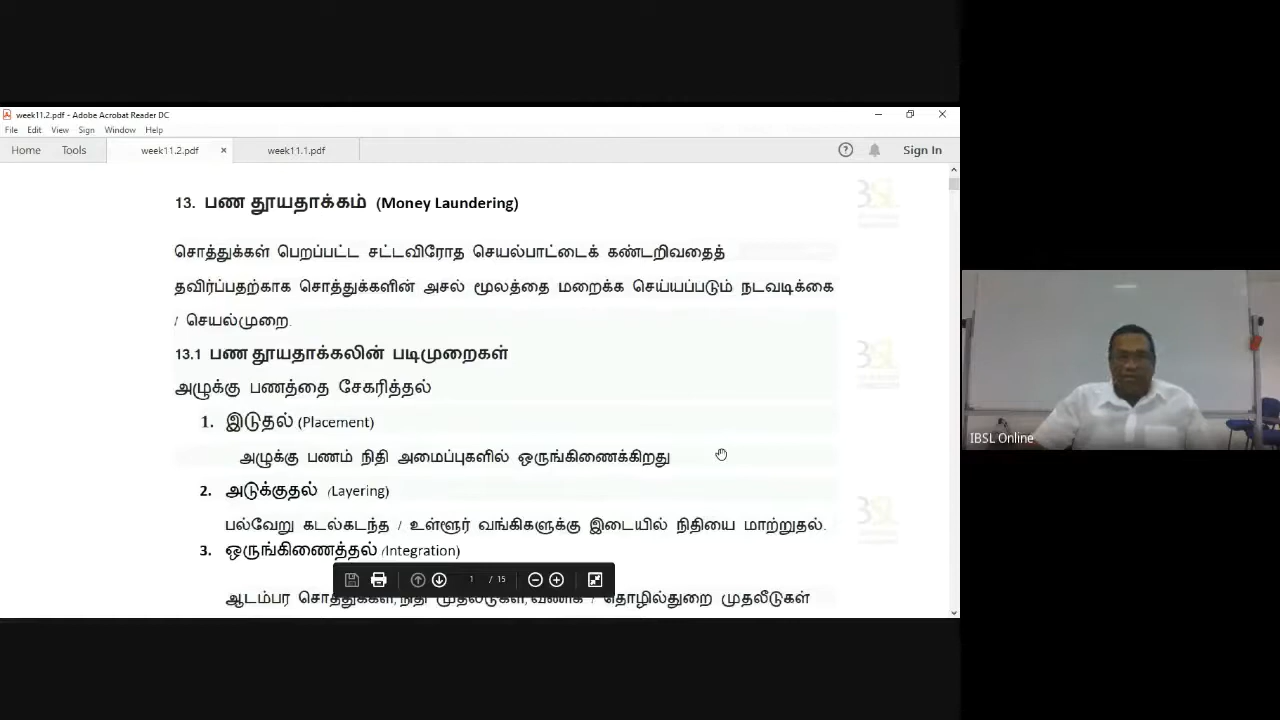 week11.2.pdf - Adobe Acrobat Reader DC
File Edit View Sign Window Help
Home Tools week11.2.pdf × week11.1.pdf Sign In
13. பண தூயதாக்கம் (Money Laundering)
சொத்துக்கள் பெறப்பட்ட சட்டவிரோத செயல்பாட்டைக் கண்டறிவதைத்
தவிர்ப்பதற்காக சொத்துக்களின் அசல் மூலத்தை மறைக்க செய்யப்படும் நடவடிக்கை
/ செயல்முறை.
13.1 பண தூயதாக்கலின் படிமுறைகள்
அழுக்கு பணத்தை சேகரித்தல்
1. இடுதல் (Placement)
அழுக்கு பணம் நிதி அமைப்புகளில் ஒருங்கிணைக்கிறது
2. அடுக்குதல் (Layering)
பல்வேறு கடல்கடந்த / உள்ளூர் வங்கிகளுக்கு இடையில் நிதியை மாற்றுதல்.
3. ஒருங்கிணைத்தல் (Integration)
1 / 15
ஆடம்பர சொத்துக்கள், நிதி முதலீடுகள், வணிக / தொழில்துறை முதலீடுகள்
IBSL Online